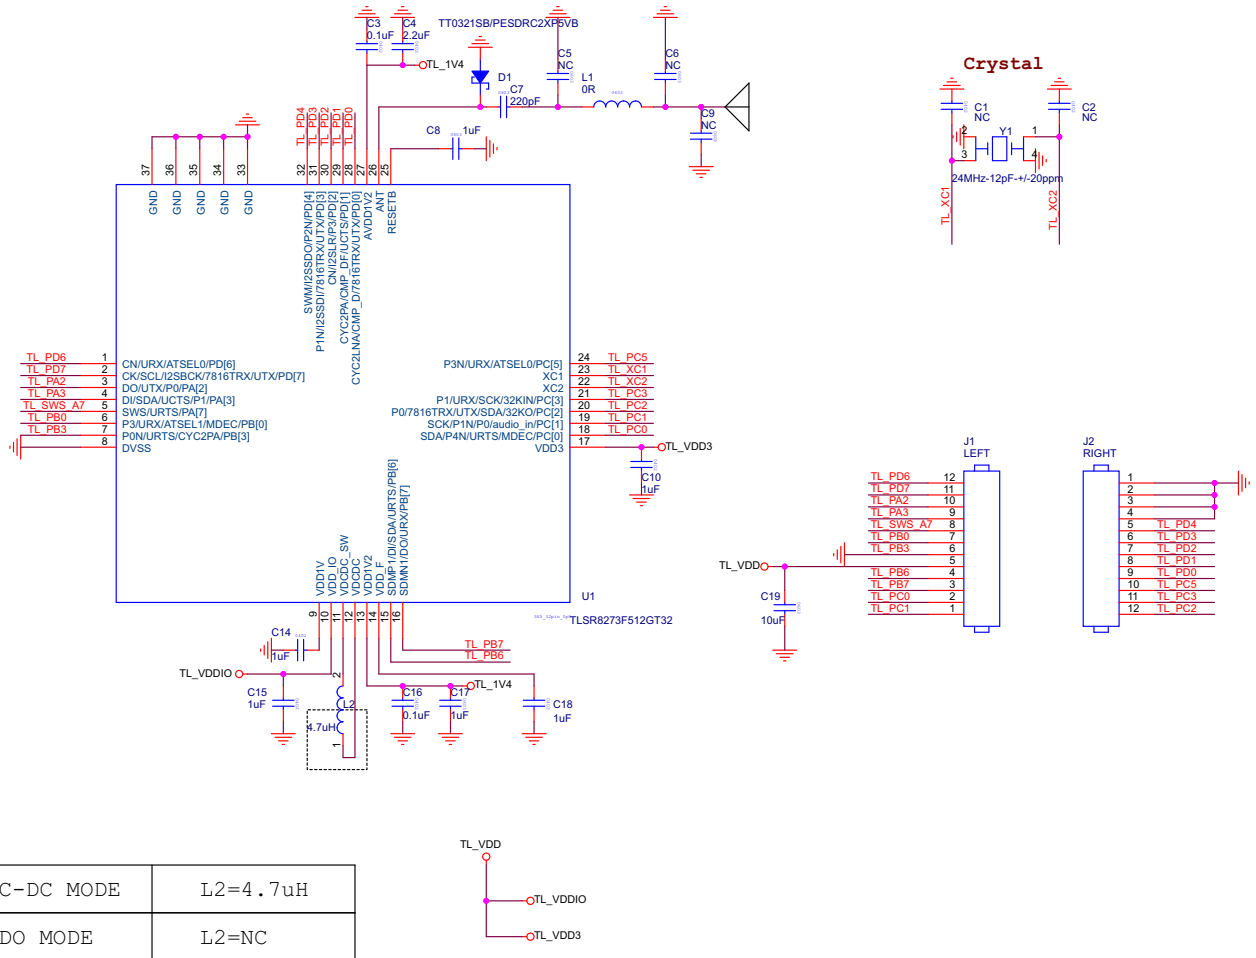 C3
0.1uF
C4
2.2uF
TL_1V4
TT0321SB/PESDRC2XP5VB
D1
C7
220pF
C5
NC
L1
0R
C6
NC
C9
NC
C8
1uF
Crystal
C1
NC
C2
NC
Y1
2
3
1
4
24MHz-12pF-+/-20ppm
TL_XC1
TL_XC2
TL_PD4
TL_PD3
TL_PD2
TL_PD1
TL_PD0
37
36
35
34
33
32
31
30
29
28
27
26
25
GND
GND
GND
GND
GND
SWM/I2SSDO/P2N/PD[4]
P1N/I2SSDI/7816TRX/UTX/PD[3]
CN/I2SLR/P3/PD[2]
CYC2PA/CMP_DF/UCTS/PD[1]
CYC2LNA/CMP_D/7816TRX/UTX/PD[0]
AVDD1V2
ANT
RESETB
TL_PD6 1 CN/URX/ATSEL0/PD[6]
TL_PD7 2 CK/SCL/I2SBCK/7816TRX/UTX/PD[7]
TL_PA2 3 DO/UTX/P0/PA[2]
TL_PA3 4 DI/SDA/UCTS/P1/PA[3]
TL_SWS_A7 5 SWS/URTS/PA[7]
TL_PB0 6 P3/URX/ATSEL1/MDEC/PB[0]
TL_PB3 7 P0N/URTS/CYC2PA/PB[3]
8 DVSS
P3N/URX/ATSEL0/PC[5] 24 TL_PC5
XC1 23 TL_XC1
XC2 22 TL_XC2
P1/URX/SCK/32KIN/PC[3] 21 TL_PC3
P0/7816TRX/UTX/SDA/32KO/PC[2] 20 TL_PC2
SCK/P1N/P0/audio_in/PC[1] 19 TL_PC1
SDA/P4N/URTS/MDEC/PC[0] 18 TL_PC0
VDD3 17
TL_VDD3
C10
1uF
VDD1V
VDD_IO
VDCDC_SW
VDCDC
VDD1V2
VDD_F
SDMP1/DI/SDA/URTS/PB[6]
SDMN1/DO/URX/PB[7]
9
10
11
12
13
14
15
16
U1
TLSR8273F512GT32
TL_PB7
TL_PB6
C14
1uF
TL_VDDIO
C15
1uF
2
L2
4.7uH
1
TL_1V4
C16
0.1uF
C17
1uF
C18
1uF
J1
LEFT
TL_PD6 12
TL_PD7 11
TL_PA2 10
TL_PA3 9
TL_SWS_A7 8
TL_PB0 7
TL_PB3 6
5
TL_PB6 4
TL_PB7 3
TL_PC0 2
TL_PC1 1
TL_VDD
C19
10uF
J2
RIGHT
1
2
3
4
5 TL_PD4
6 TL_PD3
7 TL_PD2
8 TL_PD1
9 TL_PD0
10 TL_PC5
11 TL_PC3
12 TL_PC2
C-DC MODE L2=4.7uH
DO MODE L2=NC
TL_VDD
TL_VDDIO
TL_VDD3